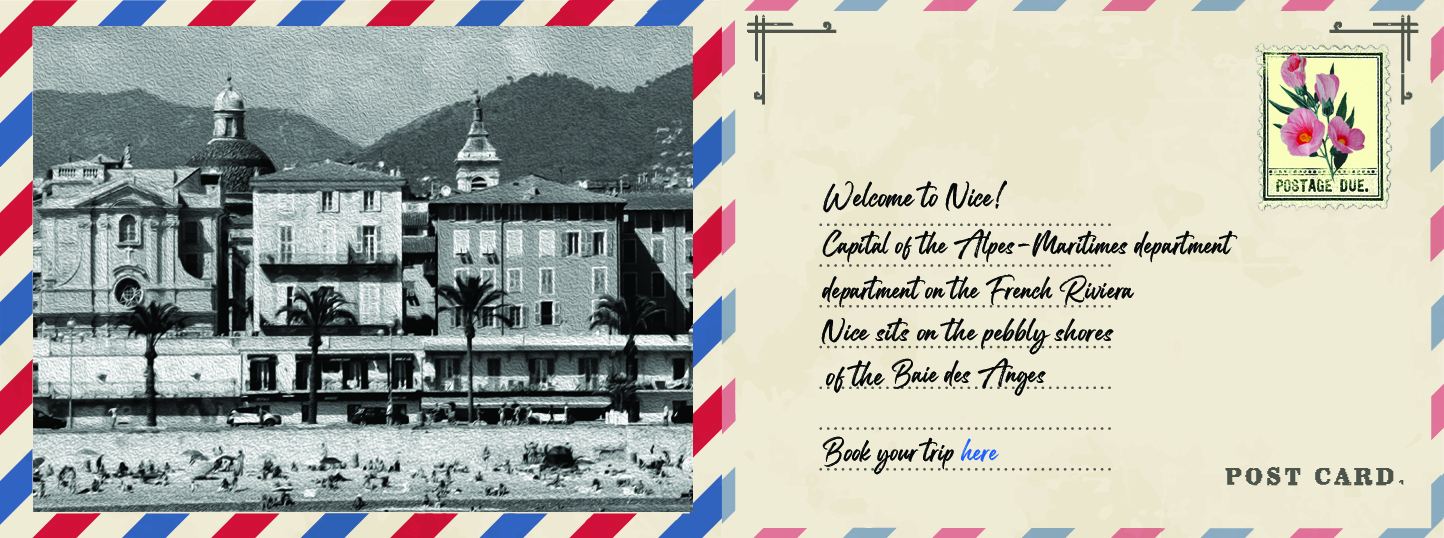 POSTAGE DUE.
Welcome to Nice!
Capital of the Alpes-Maritimes department
department on the French Riviera
Nice sits on the pebbly shores
of the Baie des Anges
Book your trip here
POST CARD.